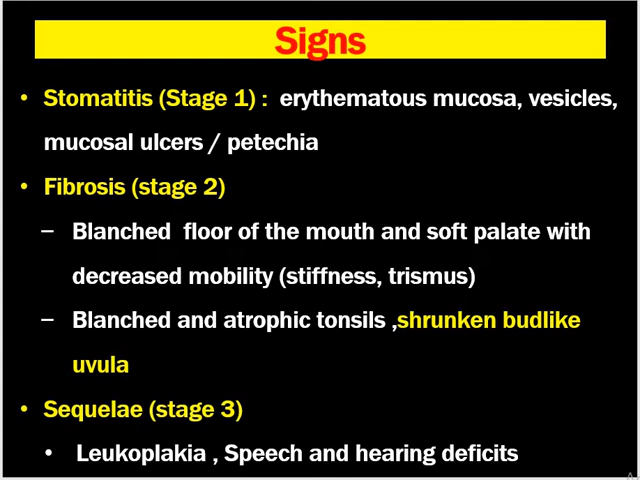 Signs
• Stomatitis (Stage 1) : erythematous mucosa, vesicles,
mucosal ulcers / petechia
• Fibrosis (stage 2)
– Blanched floor of the mouth and soft palate with
decreased mobility (stiffness, trismus)
– Blanched and atrophic tonsils ,shrunken budlike
uvula
• Sequelae (stage 3)
• Leukoplakia , Speech and hearing deficits